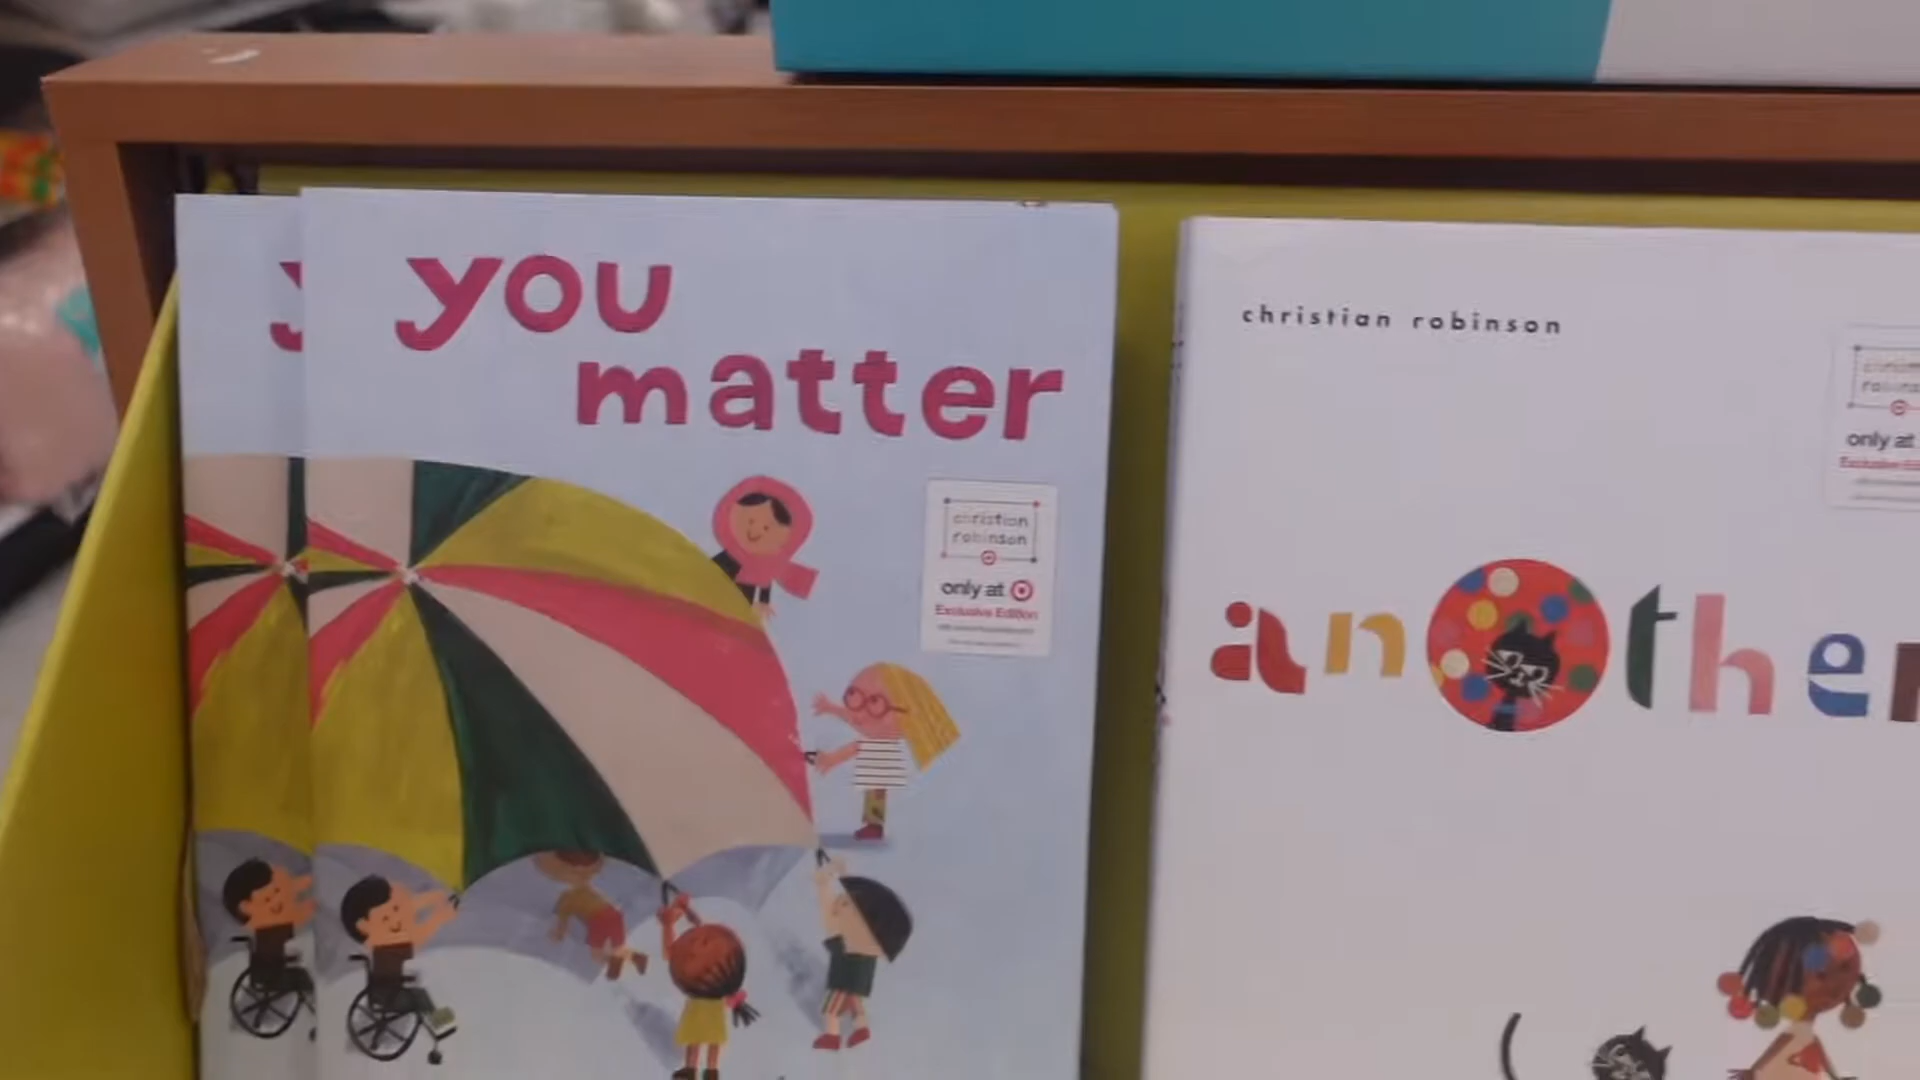 you
matter
christian
robinson
only at
Exclusive Edition
christian robinson
another
only at